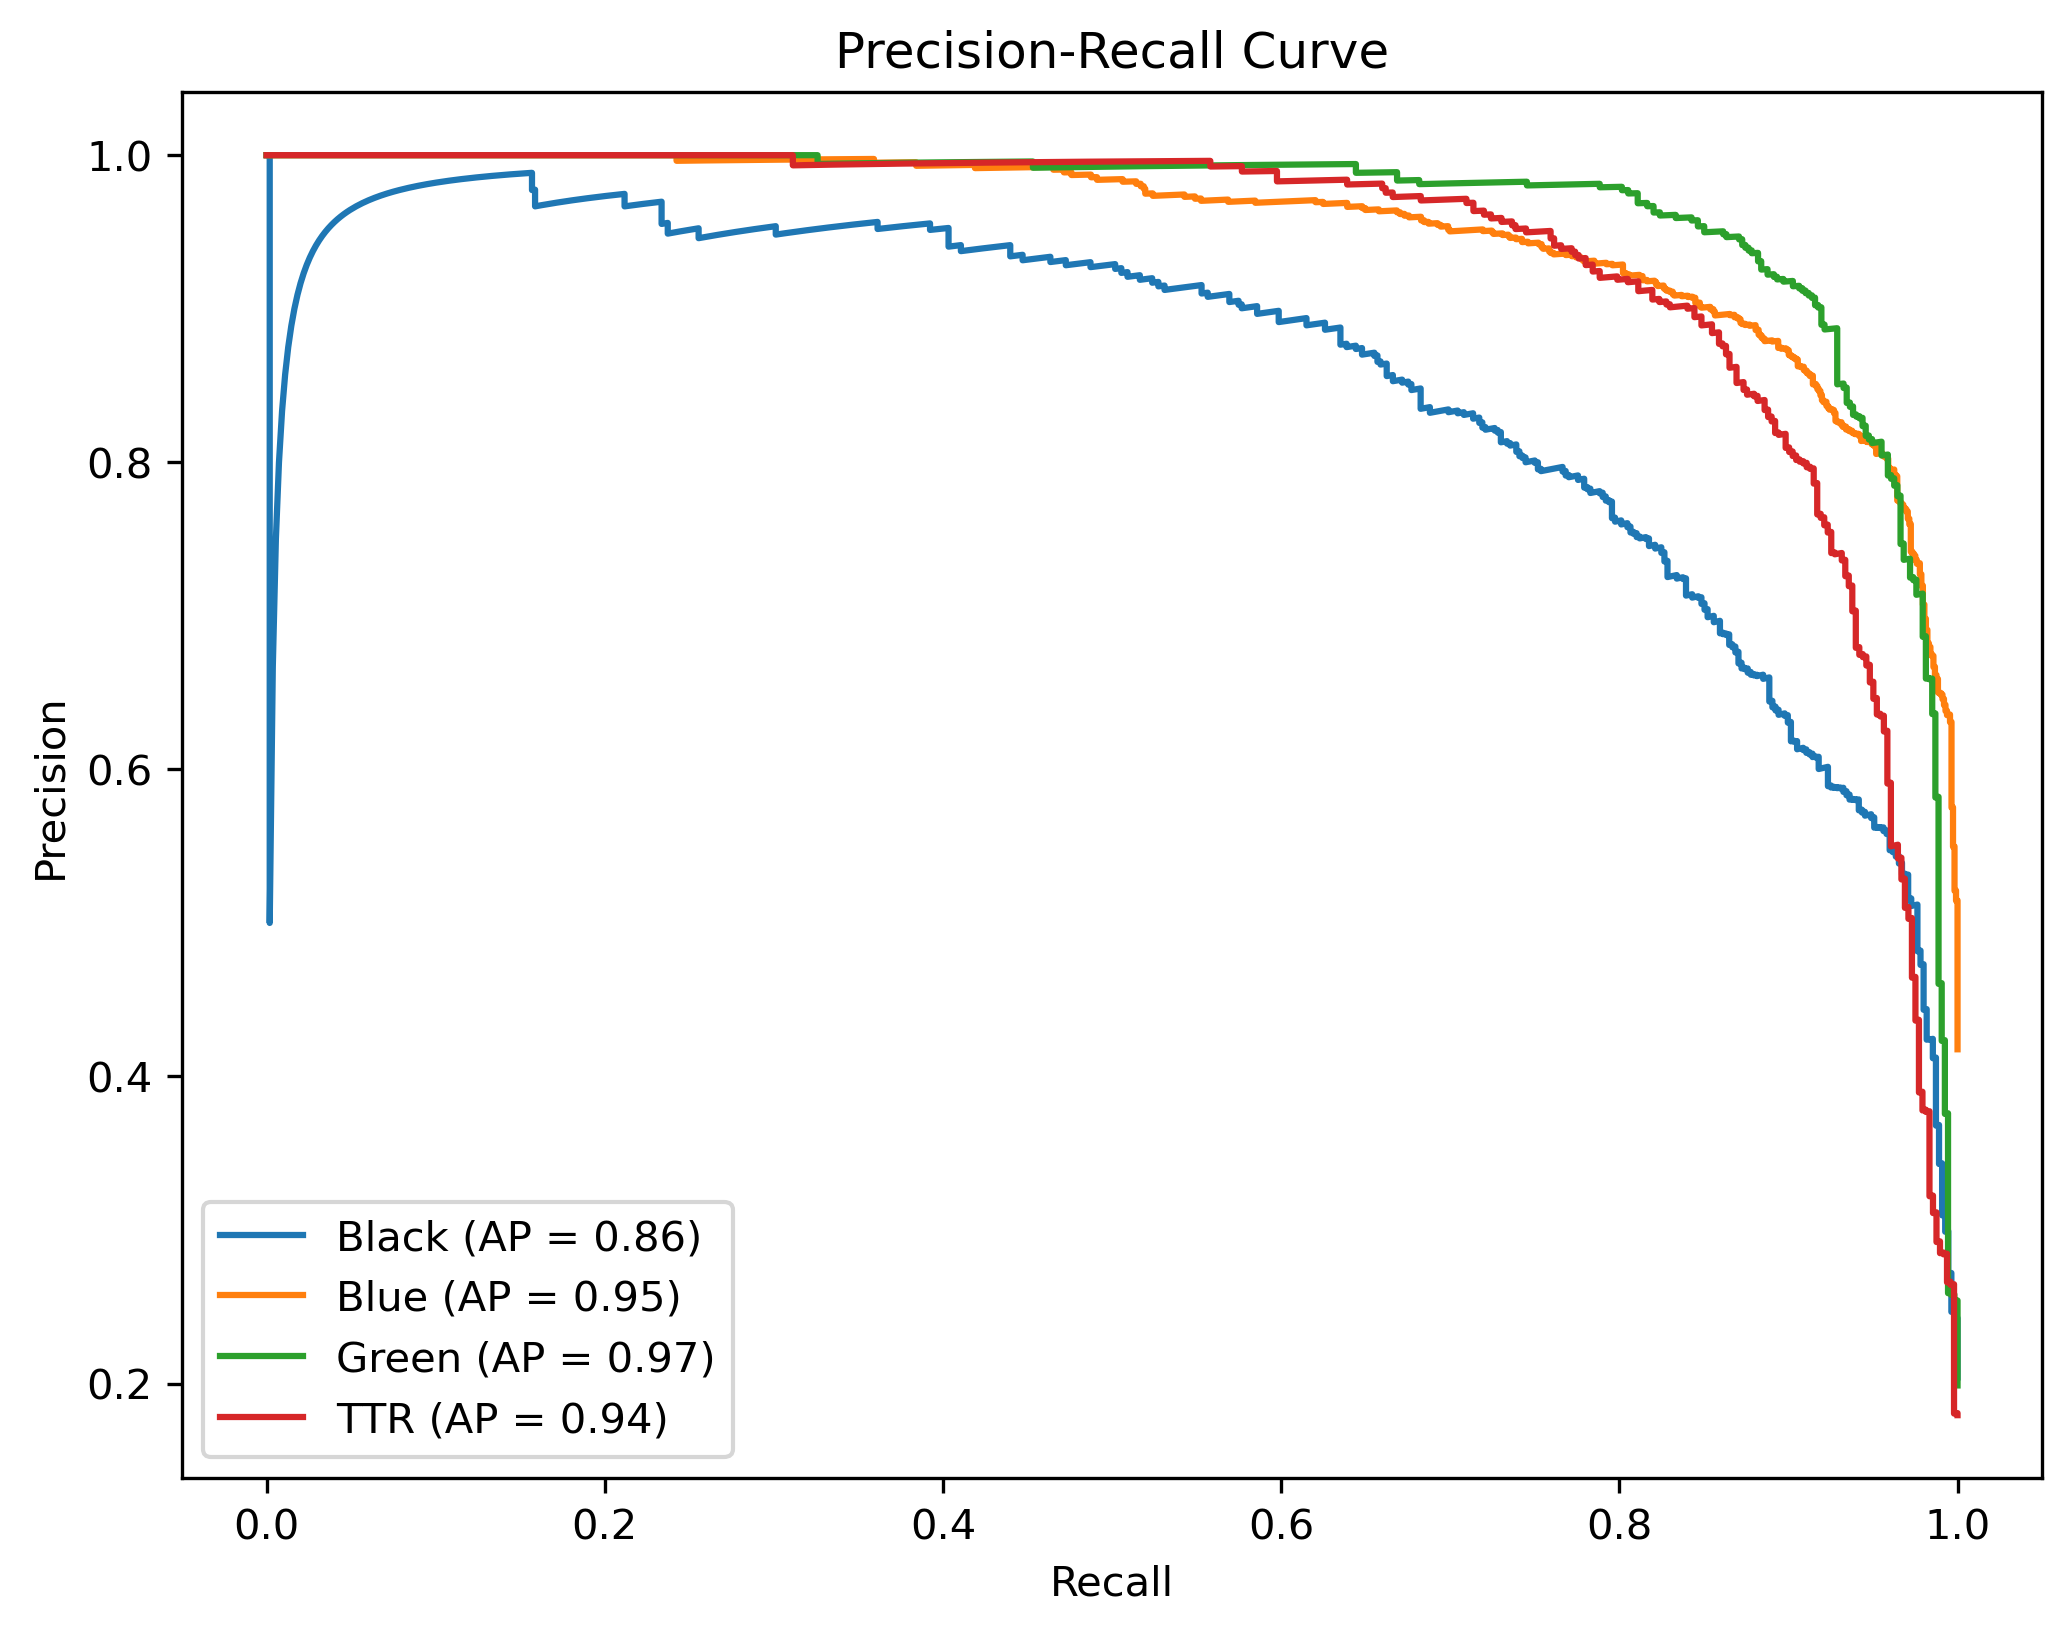 Precision-Recall Curve
1.0
0.8
0.6
0.4
0.2
Precision
Black (AP = 0.86)
Blue (AP = 0.95)
Green (AP = 0.97)
TTR (AP = 0.94)
0.0 0.2 0.4 0.6 0.8 1.0
Recall